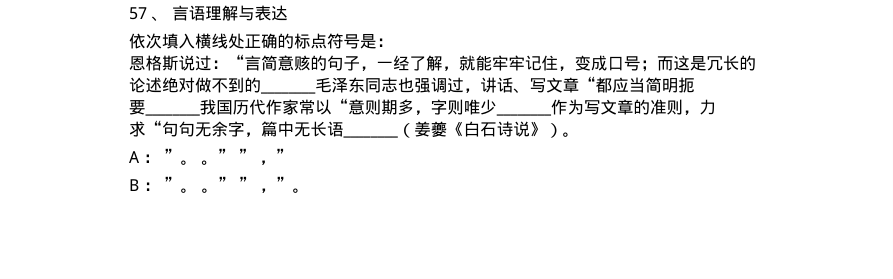 57 、 言语理解与表达
依次填入横线处正确的标点符号是：
恩格斯说过：“言简意赅的句子，一经了解，就能牢牢记住，变成口号；而这是冗长的
论述绝对做不到的______毛泽东同志也强调过，讲话、写文章“都应当简明扼
要______我国历代作家常以“意则期多，字则唯少______作为写文章的准则，力
求“句句无余字，篇中无长语______（姜夔《白石诗说》）。
A： ”。 。” ” ，”
B： ”。 。” ” ，”。